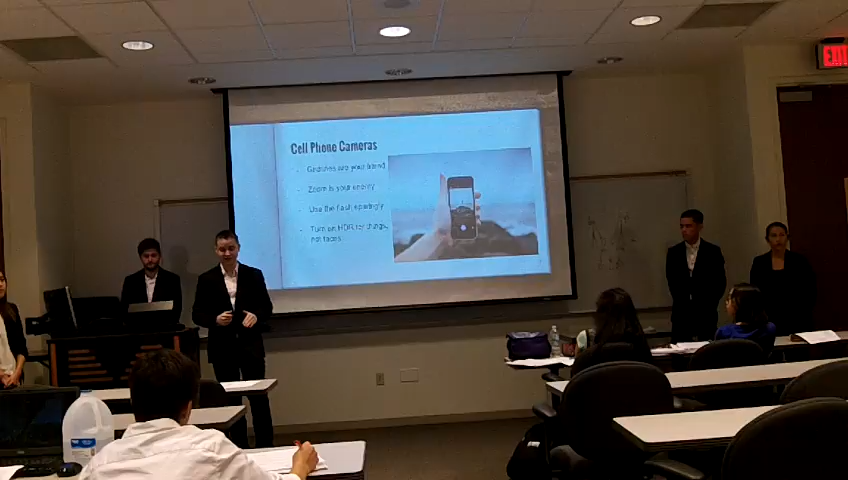 EXIT
Cell Phone Cameras
- Gridlines are your friend
- Zoom is your enemy
- Use the flash sparingly
- Turn on HDR for things,
not faces